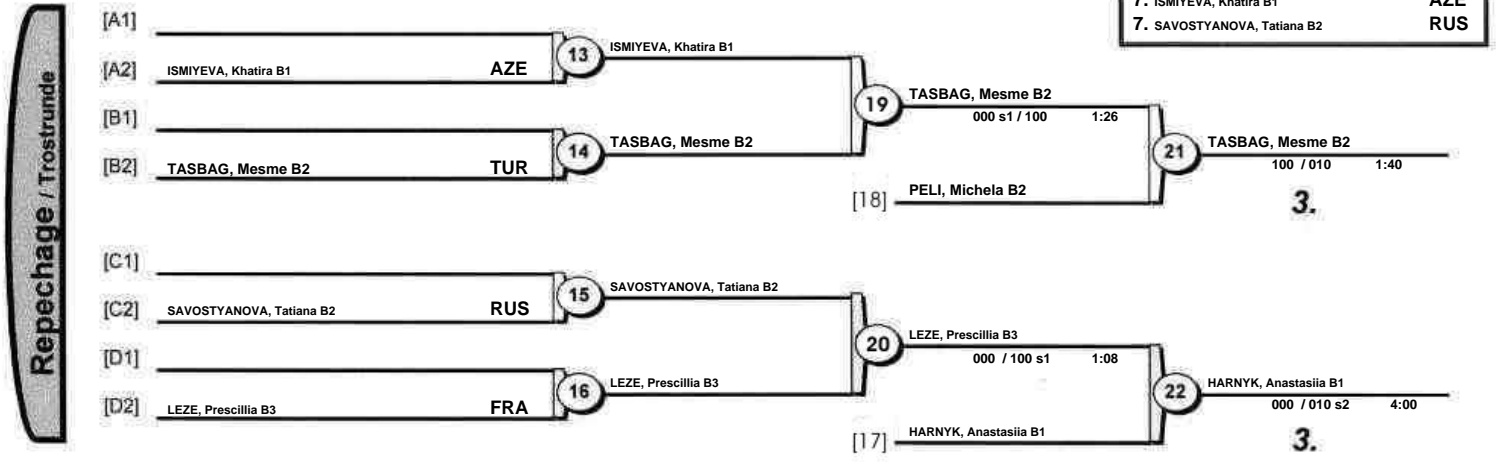 7. ISMIYEVA, Khatira B1 AZE
7. SAVOSTYANOVA, Tatiana B2 RUS
Repechage / Trostrunde
[A1]
[A2] ISMIYEVA, Khatira B1 AZE
13 ISMIYEVA, Khatira B1
[B1]
[B2] TASBAG, Mesme B2 TUR
14 TASBAG, Mesme B2
19 TASBAG, Mesme B2
000 s1 / 100 1:26
[18] PELI, Michela B2
21 TASBAG, Mesme B2
100 / 010 1:40
3.
[C1]
[C2] SAVOSTYANOVA, Tatiana B2 RUS
15 SAVOSTYANOVA, Tatiana B2
[D1]
[D2] LEZE, Prescillia B3 FRA
16 LEZE, Prescillia B3
20 LEZE, Prescillia B3
000 / 100 s1 1:08
[17] HARNYK, Anastasiia B1
22 HARNYK, Anastasiia B1
000 / 010 s2 4:00
3.